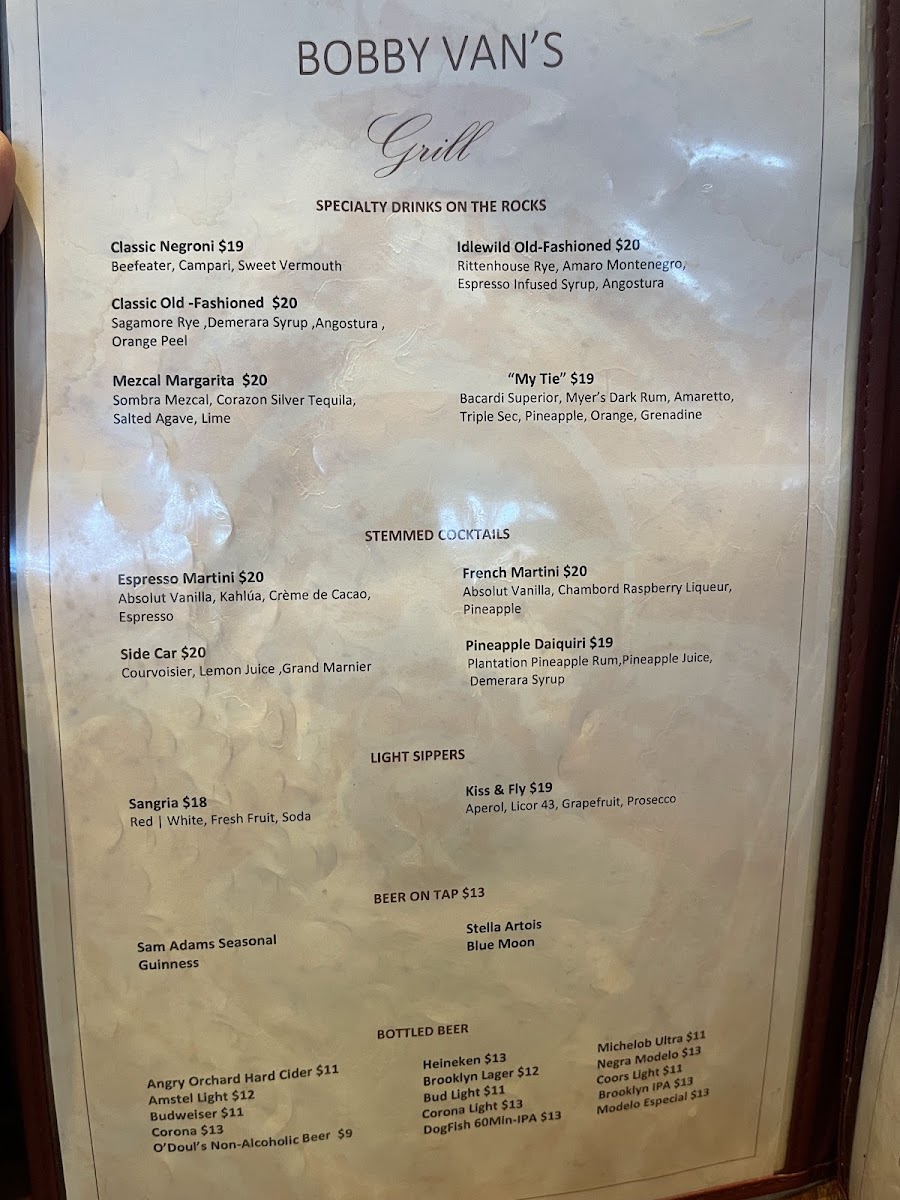 BOBBY VAN'S
Grill
SPECIALTY DRINKS ON THE ROCKS
Classic Negroni $19
Beefeater, Campari, Sweet Vermouth
Idlewild Old-Fashioned $20
Rittenhouse Rye, Amaro Montenegro,
Espresso Infused Syrup, Angostura
Classic Old -Fashioned  $20
Sagamore Rye ,Demerara Syrup ,Angostura ,
Orange Peel
Mezcal Margarita  $20
Sombra Mezcal, Corazon Silver Tequila,
Salted Agave, Lime
“My Tie” $19
Bacardi Superior, Myer's Dark Rum, Amaretto,
Triple Sec, Pineapple, Orange, Grenadine
STEMMED COCKTAILS
Espresso Martini $20
Absolut Vanilla, Kahlúa, Crème de Cacao,
Espresso
French Martini $20
Absolut Vanilla, Chambord Raspberry Liqueur,
Pineapple
Side Car $20
Courvoisier, Lemon Juice ,Grand Marnier
Pineapple Daiquiri $19
Plantation Pineapple Rum,Pineapple Juice,
Demerara Syrup
LIGHT SIPPERS
Sangria $18
Red | White, Fresh Fruit, Soda
Kiss & Fly $19
Aperol, Licor 43, Grapefruit, Prosecco
BEER ON TAP $13
Sam Adams Seasonal
Guinness
Stella Artois
Blue Moon
BOTTLED BEER
Angry Orchard Hard Cider $11
Amstel Light $12
Budweiser $11
Corona $13
O'Doul's Non-Alcoholic Beer  $9
Heineken $13
Brooklyn Lager $12
Bud Light $11
Corona Light $13
DogFish 60Min-IPA $13
Michelob Ultra $11
Negra Modelo $13
Coors Light $11
Brooklyn IPA $13
Modelo Especial $13